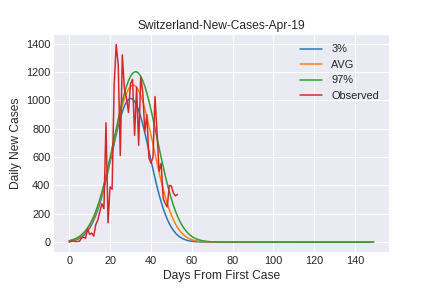 Switzerland-New-Cases-Apr-19
3%
AVG
97%
Observed
Daily New Cases
1400
1200
1000
800
600
400
200
0
0 20 40 60 80 100 120 140
Days From First Case